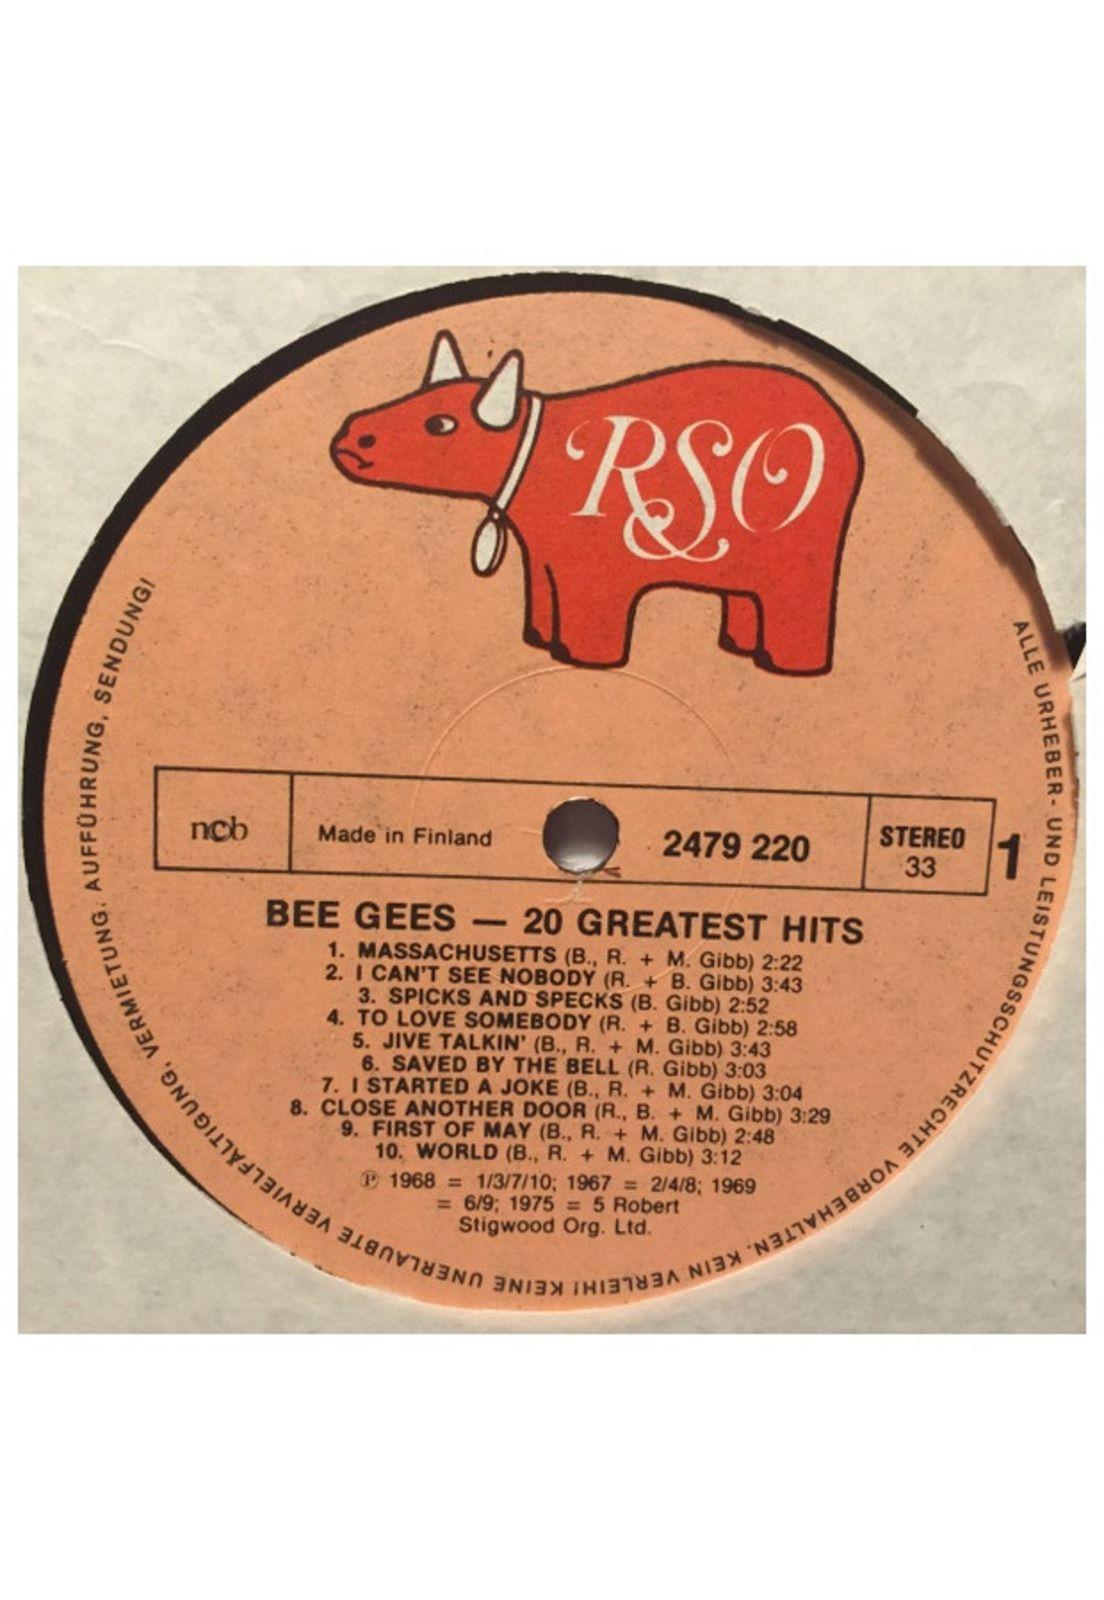 RSO
ncb
Made in Finland
2479 220
STEREO
33
1
BEE GEES — 20 GREATEST HITS
1. MASSACHUSETTS (B., R. + M. Gibb) 2:22
2. I CAN'T SEE NOBODY (R. + B. Gibb) 3:43
3. SPICKS AND SPECKS (B. Gibb) 2:52
4. TO LOVE SOMEBODY (R. + B. Gibb) 2:58
5. JIVE TALKIN' (B., R. + M. Gibb) 3:43
6. SAVED BY THE BELL (R. Gibb) 3:03
7. I STARTED A JOKE (B., R. + M. Gibb) 3:04
8. CLOSE ANOTHER DOOR (R., B. + M. Gibb) 3:29
9. FIRST OF MAY (B., R. + M. Gibb) 2:48
10. WORLD (B., R. + M. Gibb) 3:12
℗ 1968 = 1/3/7/10; 1967 = 2/4/8; 1969
= 6/9; 1975 = 5 Robert
Stigwood Org. Ltd.
ALLE URHEBER- UND LEISTUNGSSCHUTZRECHTE VORBEHALTEN. KEIN VERLEIH! KEINE UNERLAUBTE VERVIELFÄLTIGUNG, VERMIETUNG, AUFFÜHRUNG, SENDUNG!